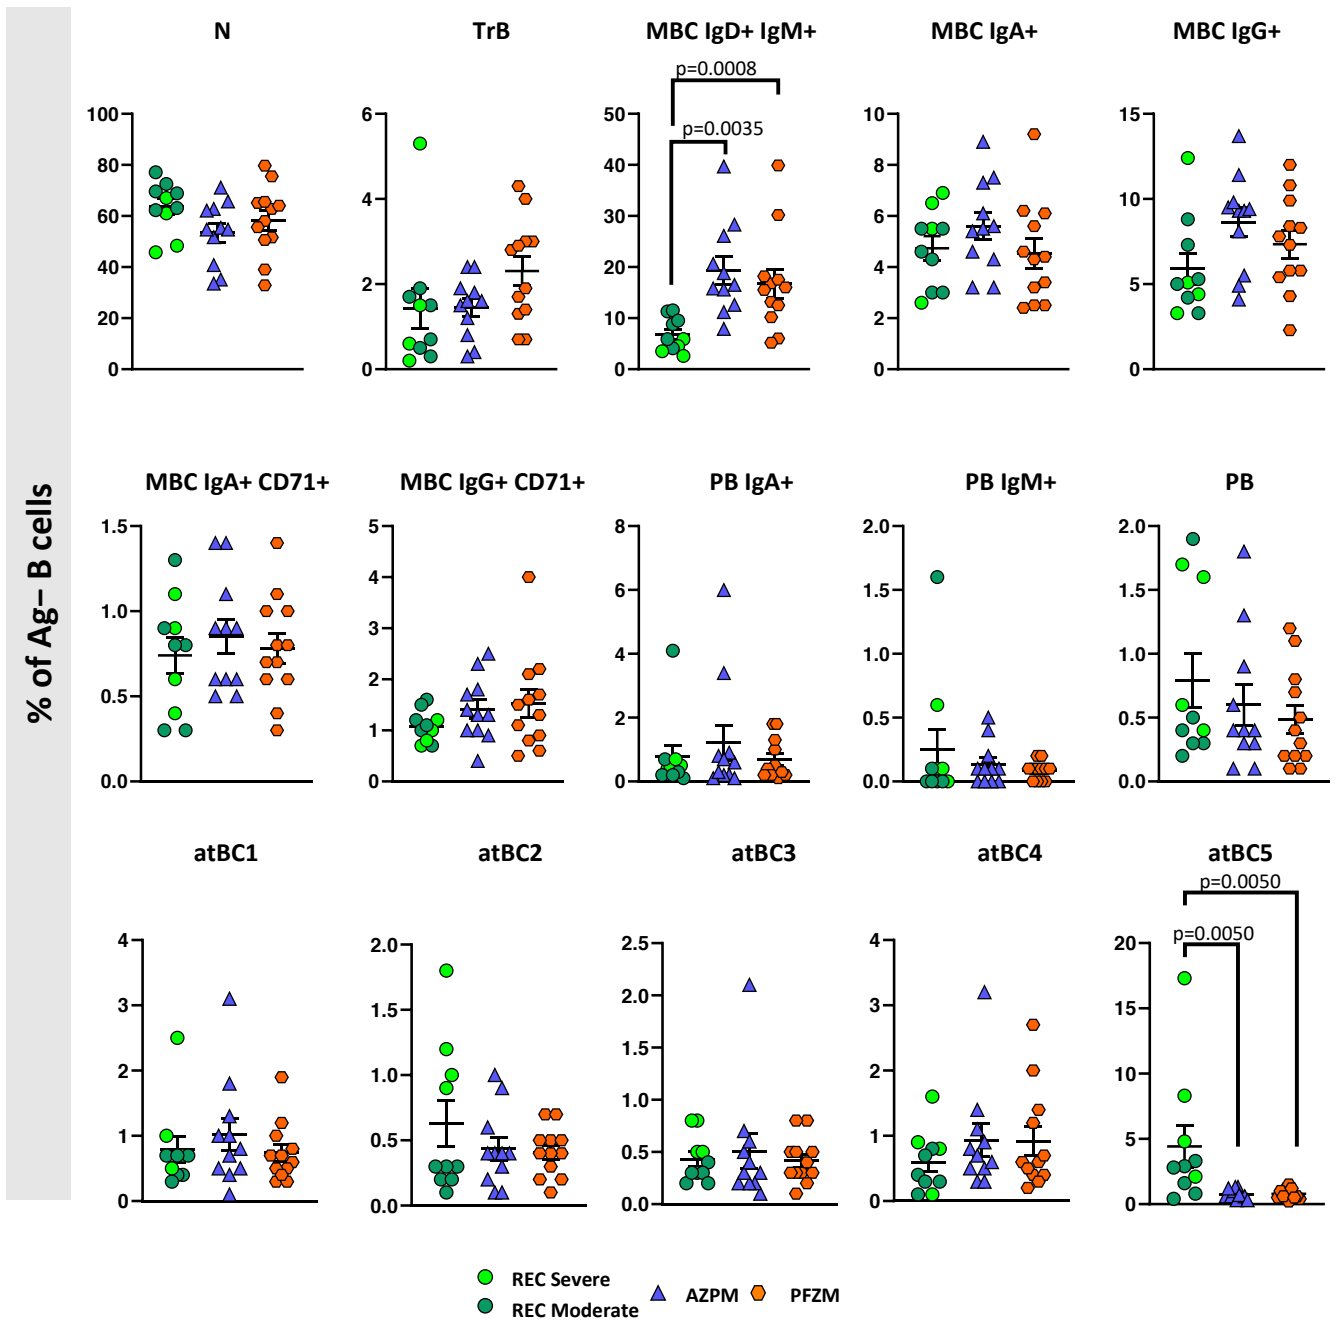 N TrB MBC IgD+ IgM+ MBC IgA+ MBC IgG+
p=0.0008
p=0.0035
100 80 60 40 20 0
6 4 2 0
50 40 30 20 10 0
10 8 6 4 2 0
15 10 5 0
% of Ag– B cells
MBC IgA+ CD71+ MBC IgG+ CD71+ PB IgA+ PB IgM+ PB
1.5 1.0 0.5 0.0
5 4 3 2 1 0
8 6 4 2 0
2.0 1.5 1.0 0.5 0.0
2.0 1.5 1.0 0.5 0.0
atBC1 atBC2 atBC3 atBC4 atBC5
p=0.0050
p=0.0050
4 3 2 1 0
2.0 1.5 1.0 0.5 0.0
2.5 2.0 1.5 1.0 0.5 0.0
4 3 2 1 0
20 15 10 5 0
REC Severe
REC Moderate
AZPM
PFZM